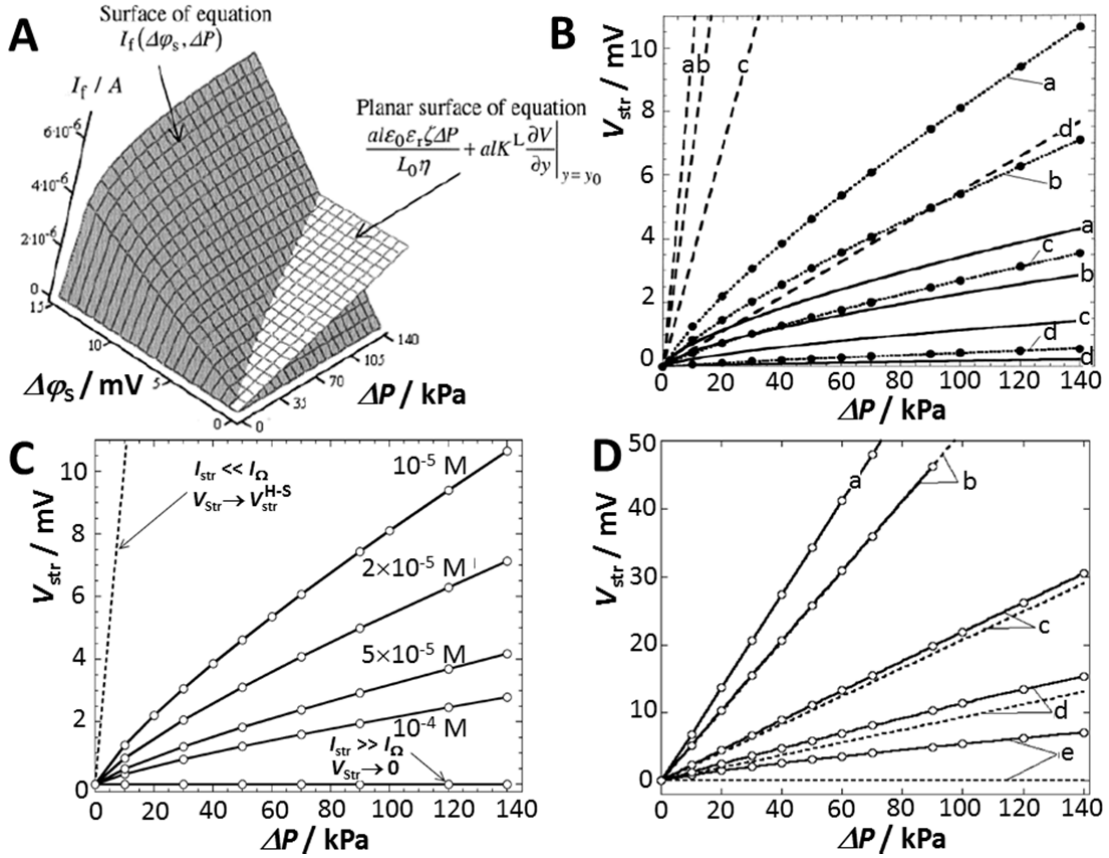 A
Surface of equation
I_f(Δφ_s, ΔP)
I_f / A
6·10⁻⁶
4·10⁻⁶
2·10⁻⁶
0
Planar surface of equation
alε₀ε_rζΔP / L₀η + alK^L ∂V/∂y |_{y = y₀}
15
10
5
0
Δφ_s / mV
0
35
70
105
140
ΔP / kPa
B
V_str / mV
10
8
6
4
2
0
a b c
a
d
b
a
c
b
c
d
d
0 20 40 60 80 100 120 140
ΔP / kPa
C
V_str / mV
10
8
6
4
2
0
I_str << I_Ω
V_Str → V_str^H-S
10⁻⁵ M
2×10⁻⁵ M
5×10⁻⁵ M
10⁻⁴ M
I_str >> I_Ω
V_Str → 0
0 20 40 60 80 100 120 140
ΔP / kPa
D
V_str / mV
50
40
30
20
10
0
a
b
c
d
e
0 20 40 60 80 100 120 140
ΔP / kPa